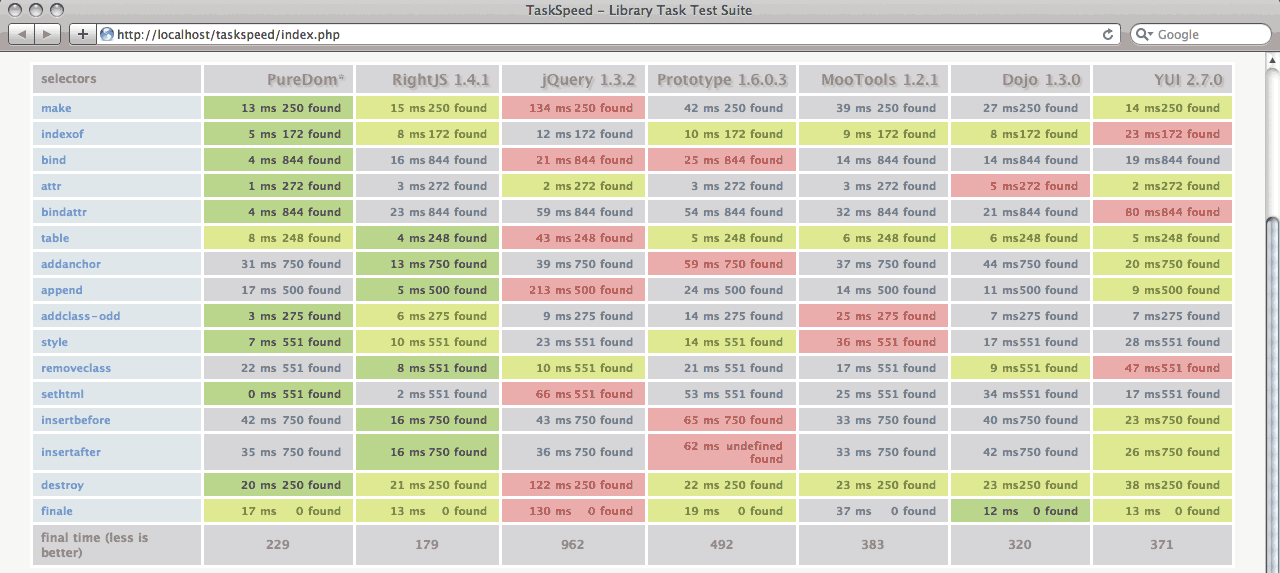 TaskSpeed – Library Task Test Suite
http://localhost/taskspeed/index.php Google
selectors PureDom* RightJS 1.4.1 jQuery 1.3.2 Prototype 1.6.0.3 MooTools 1.2.1 Dojo 1.3.0 YUI 2.7.0
make 13 ms 250 found 15 ms 250 found 134 ms 250 found 42 ms 250 found 39 ms 250 found 27 ms250 found 14 ms250 found
indexof 5 ms 172 found 8 ms 172 found 12 ms 172 found 10 ms 172 found 9 ms 172 found 8 ms172 found 23 ms172 found
bind 4 ms 844 found 16 ms 844 found 21 ms 844 found 25 ms 844 found 14 ms 844 found 14 ms844 found 19 ms844 found
attr 1 ms 272 found 3 ms 272 found 2 ms 272 found 3 ms 272 found 3 ms 272 found 5 ms272 found 2 ms272 found
bindattr 4 ms 844 found 23 ms 844 found 59 ms 844 found 54 ms 844 found 32 ms 844 found 21 ms844 found 80 ms844 found
table 8 ms 248 found 4 ms 248 found 43 ms 248 found 5 ms 248 found 6 ms 248 found 6 ms248 found 5 ms248 found
addanchor 31 ms 750 found 13 ms 750 found 39 ms 750 found 59 ms 750 found 37 ms 750 found 44 ms750 found 20 ms750 found
append 17 ms 500 found 5 ms 500 found 213 ms 500 found 24 ms 500 found 14 ms 500 found 11 ms500 found 9 ms500 found
addclass-odd 3 ms 275 found 6 ms 275 found 9 ms 275 found 14 ms 275 found 25 ms 275 found 7 ms275 found 7 ms275 found
style 7 ms 551 found 10 ms 551 found 23 ms 551 found 14 ms 551 found 36 ms 551 found 17 ms551 found 28 ms551 found
removeclass 22 ms 551 found 8 ms 551 found 10 ms 551 found 21 ms 551 found 17 ms 551 found 9 ms551 found 47 ms551 found
sethtml 0 ms 551 found 2 ms 551 found 66 ms 551 found 53 ms 551 found 25 ms 551 found 34 ms551 found 17 ms551 found
insertbefore 42 ms 750 found 16 ms 750 found 43 ms 750 found 65 ms 750 found 33 ms 750 found 40 ms750 found 23 ms750 found
insertafter 35 ms 750 found 16 ms 750 found 36 ms 750 found 62 ms undefined found 33 ms 750 found 42 ms750 found 26 ms750 found
destroy 20 ms 250 found 21 ms 250 found 122 ms 250 found 22 ms 250 found 23 ms 250 found 23 ms250 found 38 ms250 found
finale 17 ms 0 found 13 ms 0 found 130 ms 0 found 19 ms 0 found 37 ms 0 found 12 ms 0 found 13 ms 0 found
final time (less is better) 229 179 962 492 383 320 371